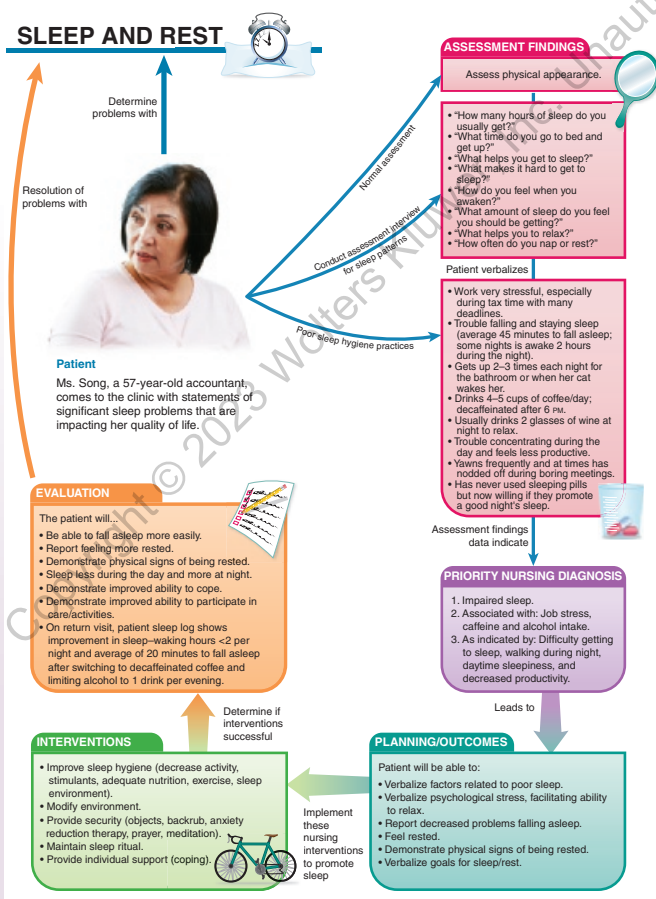 SLEEP AND REST
Determine
problems with
Resolution of
problems with
Patient
Ms. Song, a 57-year-old accountant,
comes to the clinic with statements of
significant sleep problems that are
impacting her quality of life.
Normal assessment
Conduct assessment interview
for sleep patterns
Poor sleep hygiene practices
ASSESSMENT FINDINGS
Assess physical appearance.
• “How many hours of sleep do you
usually get?”
• “What time do you go to bed and
get up?”
• “What helps you get to sleep?”
• “What makes it hard to get to
sleep?”
• “How do you feel when you
awaken?”
• “What amount of sleep do you feel
you should be getting?”
• “What helps you to relax?”
• “How often do you nap or rest?”
Patient verbalizes
• Work very stressful, especially
during tax time with many
deadlines.
• Trouble falling and staying sleep
(average 45 minutes to fall asleep;
some nights is awake 2 hours
during the night).
• Gets up 2–3 times each night for
the bathroom or when her cat
wakes her.
• Drinks 4–5 cups of coffee/day;
decaffeinated after 6 PM.
• Usually drinks 2 glasses of wine at
night to relax.
• Trouble concentrating during the
day and feels less productive.
• Yawns frequently and at times has
nodded off during boring meetings.
• Has never used sleeping pills
but now willing if they promote
a good night's sleep.
Assessment findings
data indicate
PRIORITY NURSING DIAGNOSIS
1. Impaired sleep.
2. Associated with: Job stress,
caffeine and alcohol intake.
3. As indicated by: Difficulty getting
to sleep, walking during night,
daytime sleepiness, and
decreased productivity.
Leads to
PLANNING/OUTCOMES
Patient will be able to:
• Verbalize factors related to poor sleep.
• Verbalize psychological stress, facilitating ability
to relax.
• Report decreased problems falling asleep.
• Feel rested.
• Demonstrate physical signs of being rested.
• Verbalize goals for sleep/rest.
Implement
these
nursing
interventions
to promote
sleep
INTERVENTIONS
• Improve sleep hygiene (decrease activity,
stimulants, adequate nutrition, exercise, sleep
environment).
• Modify environment.
• Provide security (objects, backrub, anxiety
reduction therapy, prayer, meditation).
• Maintain sleep ritual.
• Provide individual support (coping).
Determine if
interventions
successful
EVALUATION
The patient will...
• Be able to fall asleep more easily.
• Report feeling more rested.
• Demonstrate physical signs of being rested.
• Sleep less during the day and more at night.
• Demonstrate improved ability to cope.
• Demonstrate improved ability to participate in
care/activities.
• On return visit, patient sleep log shows
improvement in sleep–waking hours <2 per
night and average of 20 minutes to fall asleep
after switching to decaffeinated coffee and
limiting alcohol to 1 drink per evening.
Copyright © 2023 Wolters Kluwer, Inc. Unaut